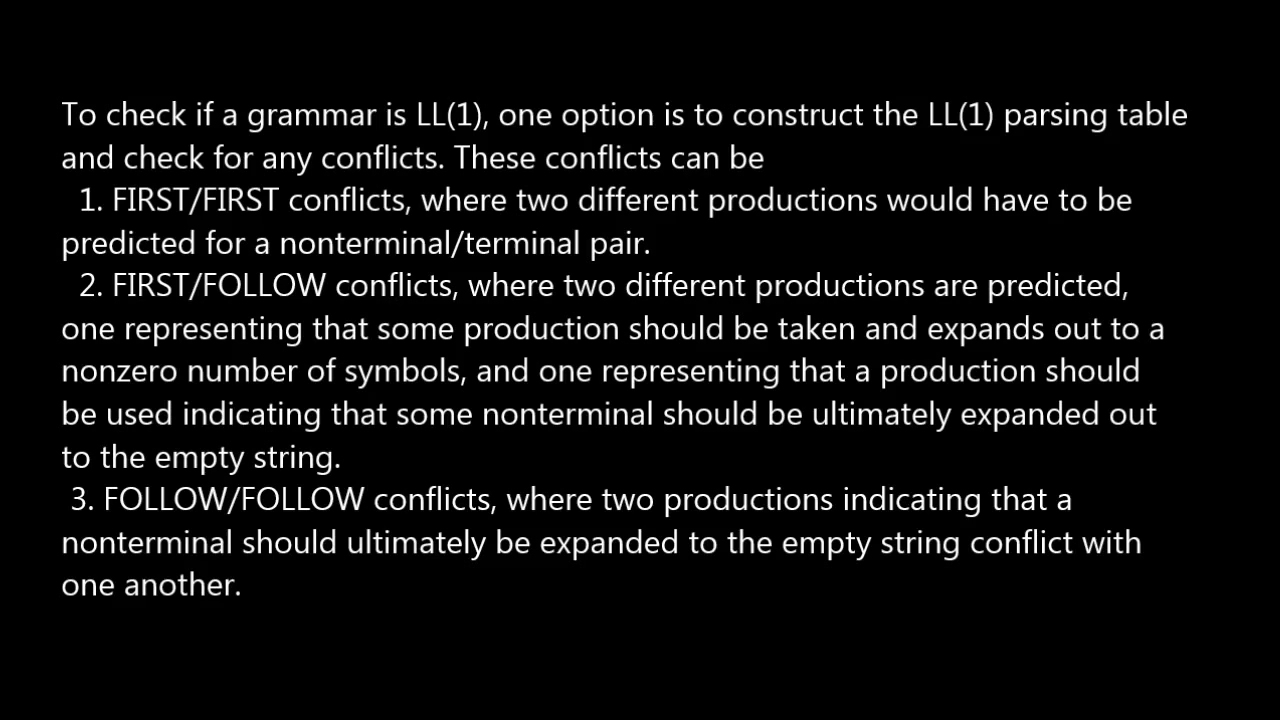 To check if a grammar is LL(1), one option is to construct the LL(1) parsing table
and check for any conflicts. These conflicts can be
1. FIRST/FIRST conflicts, where two different productions would have to be
predicted for a nonterminal/terminal pair.
2. FIRST/FOLLOW conflicts, where two different productions are predicted,
one representing that some production should be taken and expands out to a
nonzero number of symbols, and one representing that a production should
be used indicating that some nonterminal should be ultimately expanded out
to the empty string.
3. FOLLOW/FOLLOW conflicts, where two productions indicating that a
nonterminal should ultimately be expanded to the empty string conflict with
one another.